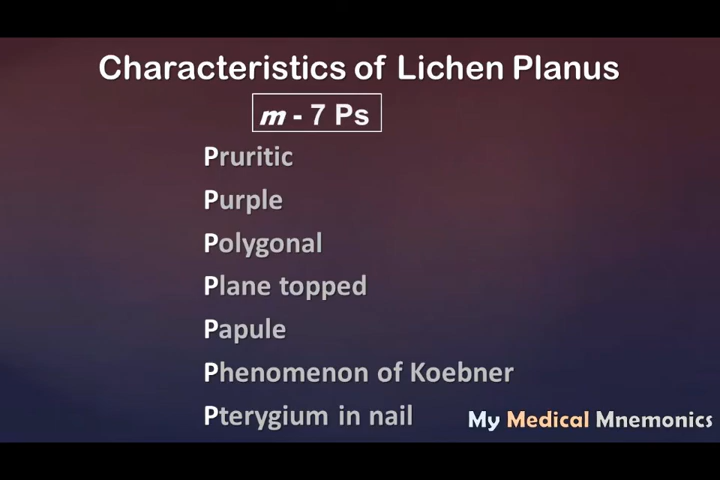 Characteristics of Lichen Planus
m - 7 Ps
Pruritic
Purple
Polygonal
Plane topped
Papule
Phenomenon of Koebner
Pterygium in nail
My Medical Mnemonics